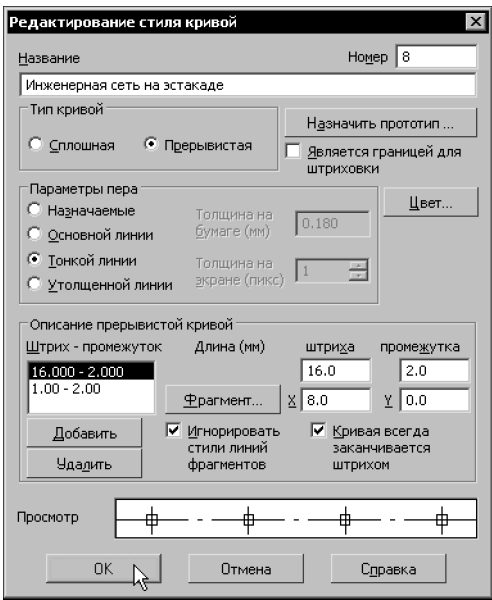 Редактирование стиля кривой
Название Номер 8
Инженерная сеть на эстакаде
Тип кривой
Сплошная Прерывистая
Назначить прототип ...
Является границей для
штриховки
Параметры пера
Назначаемые
Основной линии
Тонкой линии
Утолщенной линии
Толщина на
бумаге (мм) 0.180
Толщина на
экране (пикс) 1
Цвет...
Описание прерывистой кривой
Штрих - промежуток Длина (мм) штриха промежутка
16.000 - 2.000 16.0 2.0
1.00 - 2.00 Фрагмент... X 8.0 Y 0.0
Добавить
Удалить
Игнорировать
стили линий
фрагментов
Кривая всегда
заканчивается
штрихом
Просмотр
OK Отмена Справка